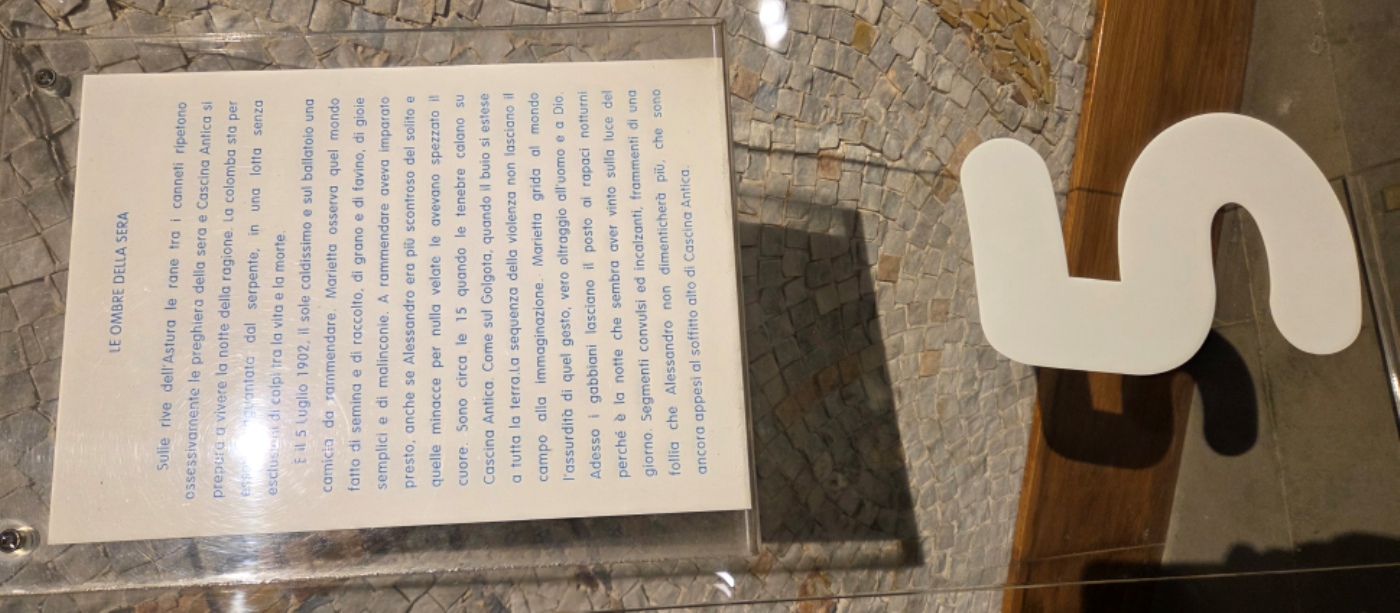 LE OMBRE DELLA SERA
Sulle rive dell'Astura le rane tra i canneti ripetono
ossessivamente le preghiera della sera e Cascina Antica si
prepara a vivere la notte della ragione. La colomba sta per
dal serpente, in una lotta senza
esclusioni di colpi tra la vita e la morte.
È il 5 Luglio 1902, il sole caldissimo e sul ballatoio una
camicia da rammendare. Marietta osserva quel mondo
fatto di semina e di raccolto, di grano e di favino, di gioie
semplici e di malinconie. A rammendare aveva imparato
presto, anche se Alessandro era più scontroso del solito e
quelle minacce per nulla velate le avevano spezzato il
cuore. Sono circa le 15 quando le tenebre calano su
Cascina Antica. Come sul Golgota, quando il buio si estese
a tutta la terra.La sequenza della violenza non lasciano il
campo alla immaginazione. Marietta grida al mondo
l'assurdità di quel gesto, vero oltraggio all'uomo e a Dio.
Adesso i gabbiani lasciano il posto ai rapaci notturni
perché è la notte che sembra aver vinto sulla luce del
giorno. Segmenti convulsi ed incalzanti, frammenti di una
follia che Alessandro non dimenticherà più, che sono
ancora appesi al soffitto alto di Cascina Antica.
5